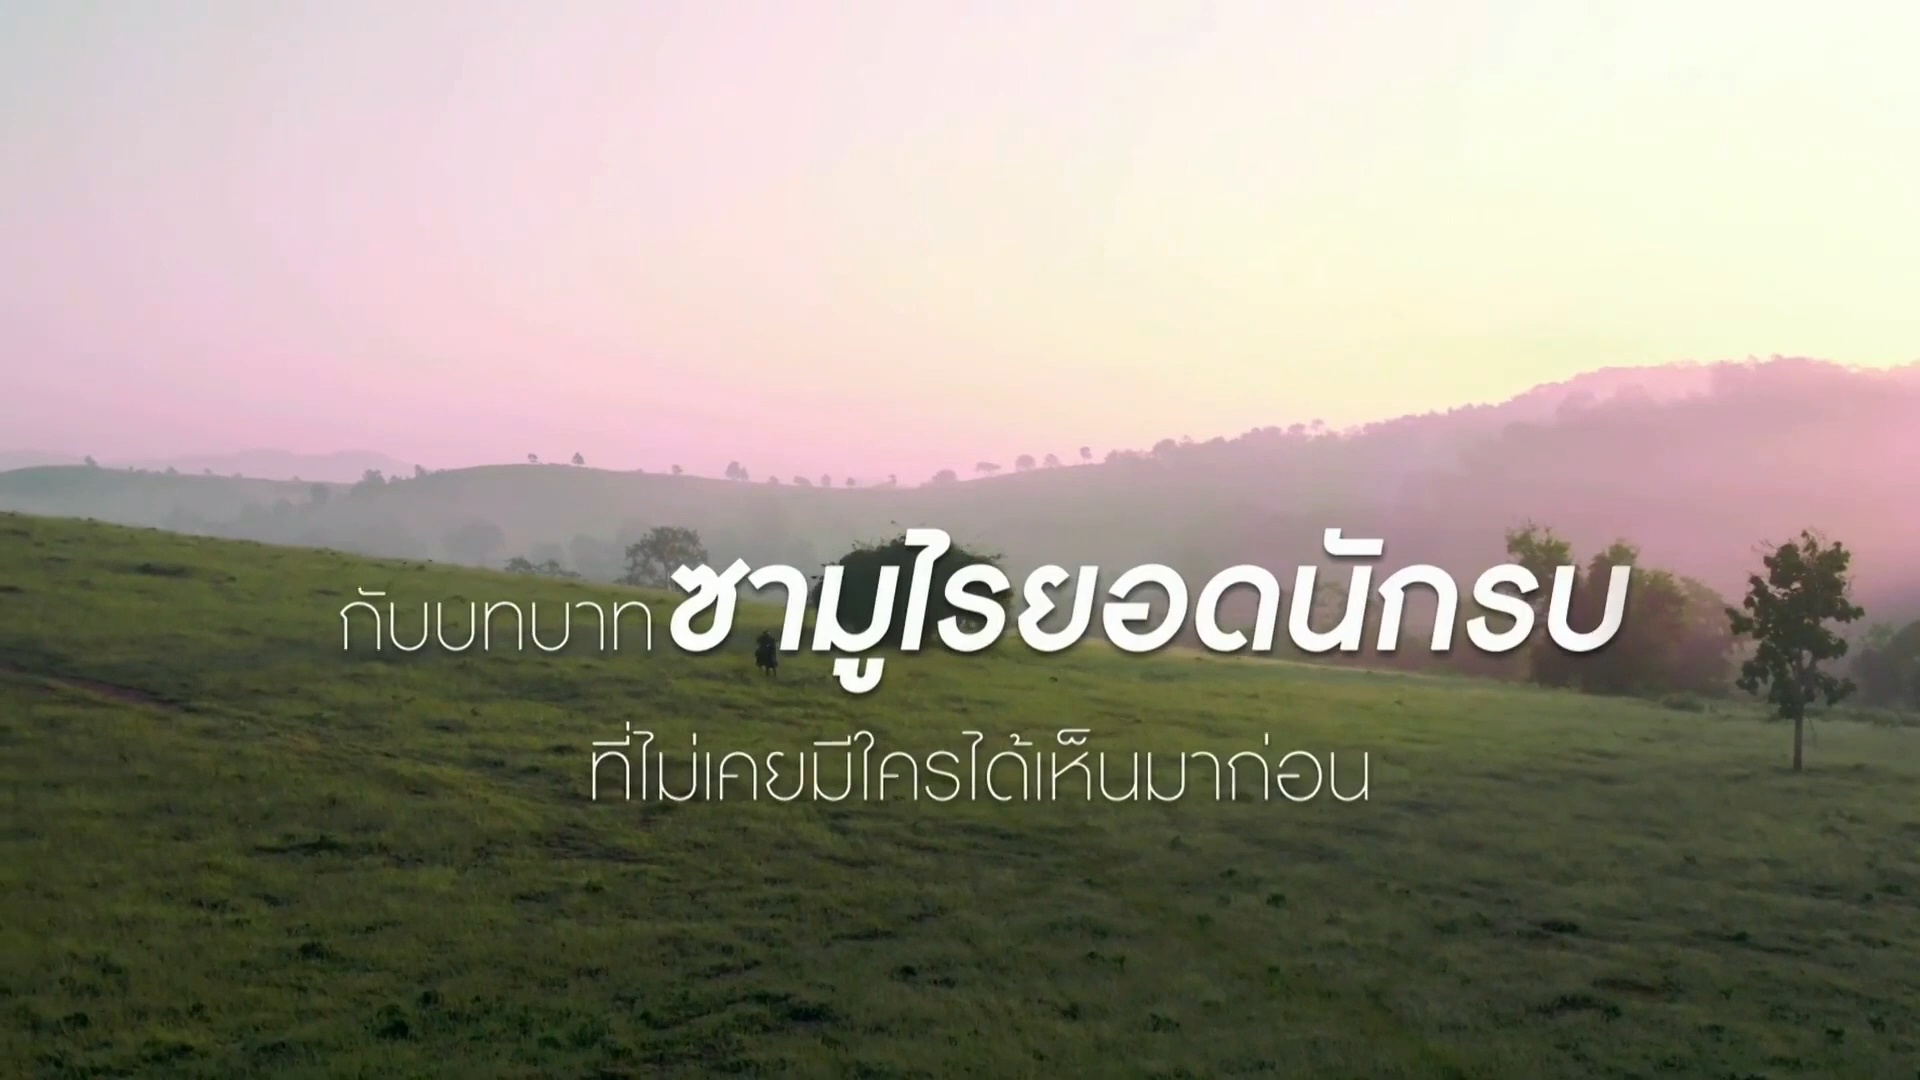 กับบทบาท ซามูไรยอดนักรบ
ที่ไม่เคยมีใครได้เห็นมาก่อน